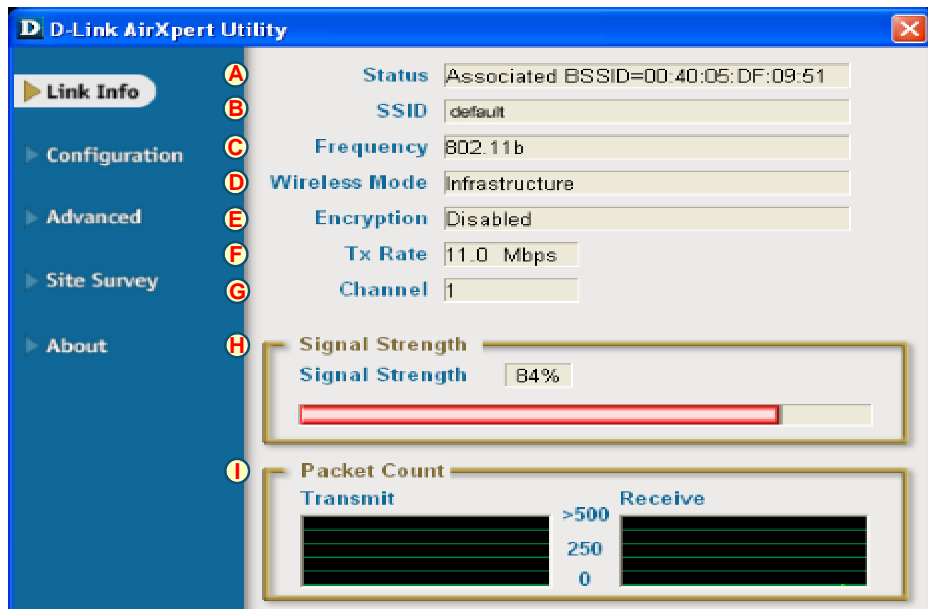 D D-Link AirXpert Utility
Link Info
Configuration
Advanced
Site Survey
About
A Status Associated BSSID=00:40:05:DF:09:51
B SSID default
C Frequency 802.11b
D Wireless Mode Infrastructure
E Encryption Disabled
F Tx Rate 11.0 Mbps
G Channel 1
H Signal Strength
Signal Strength 84%
I Packet Count
Transmit Receive
>500
250
0